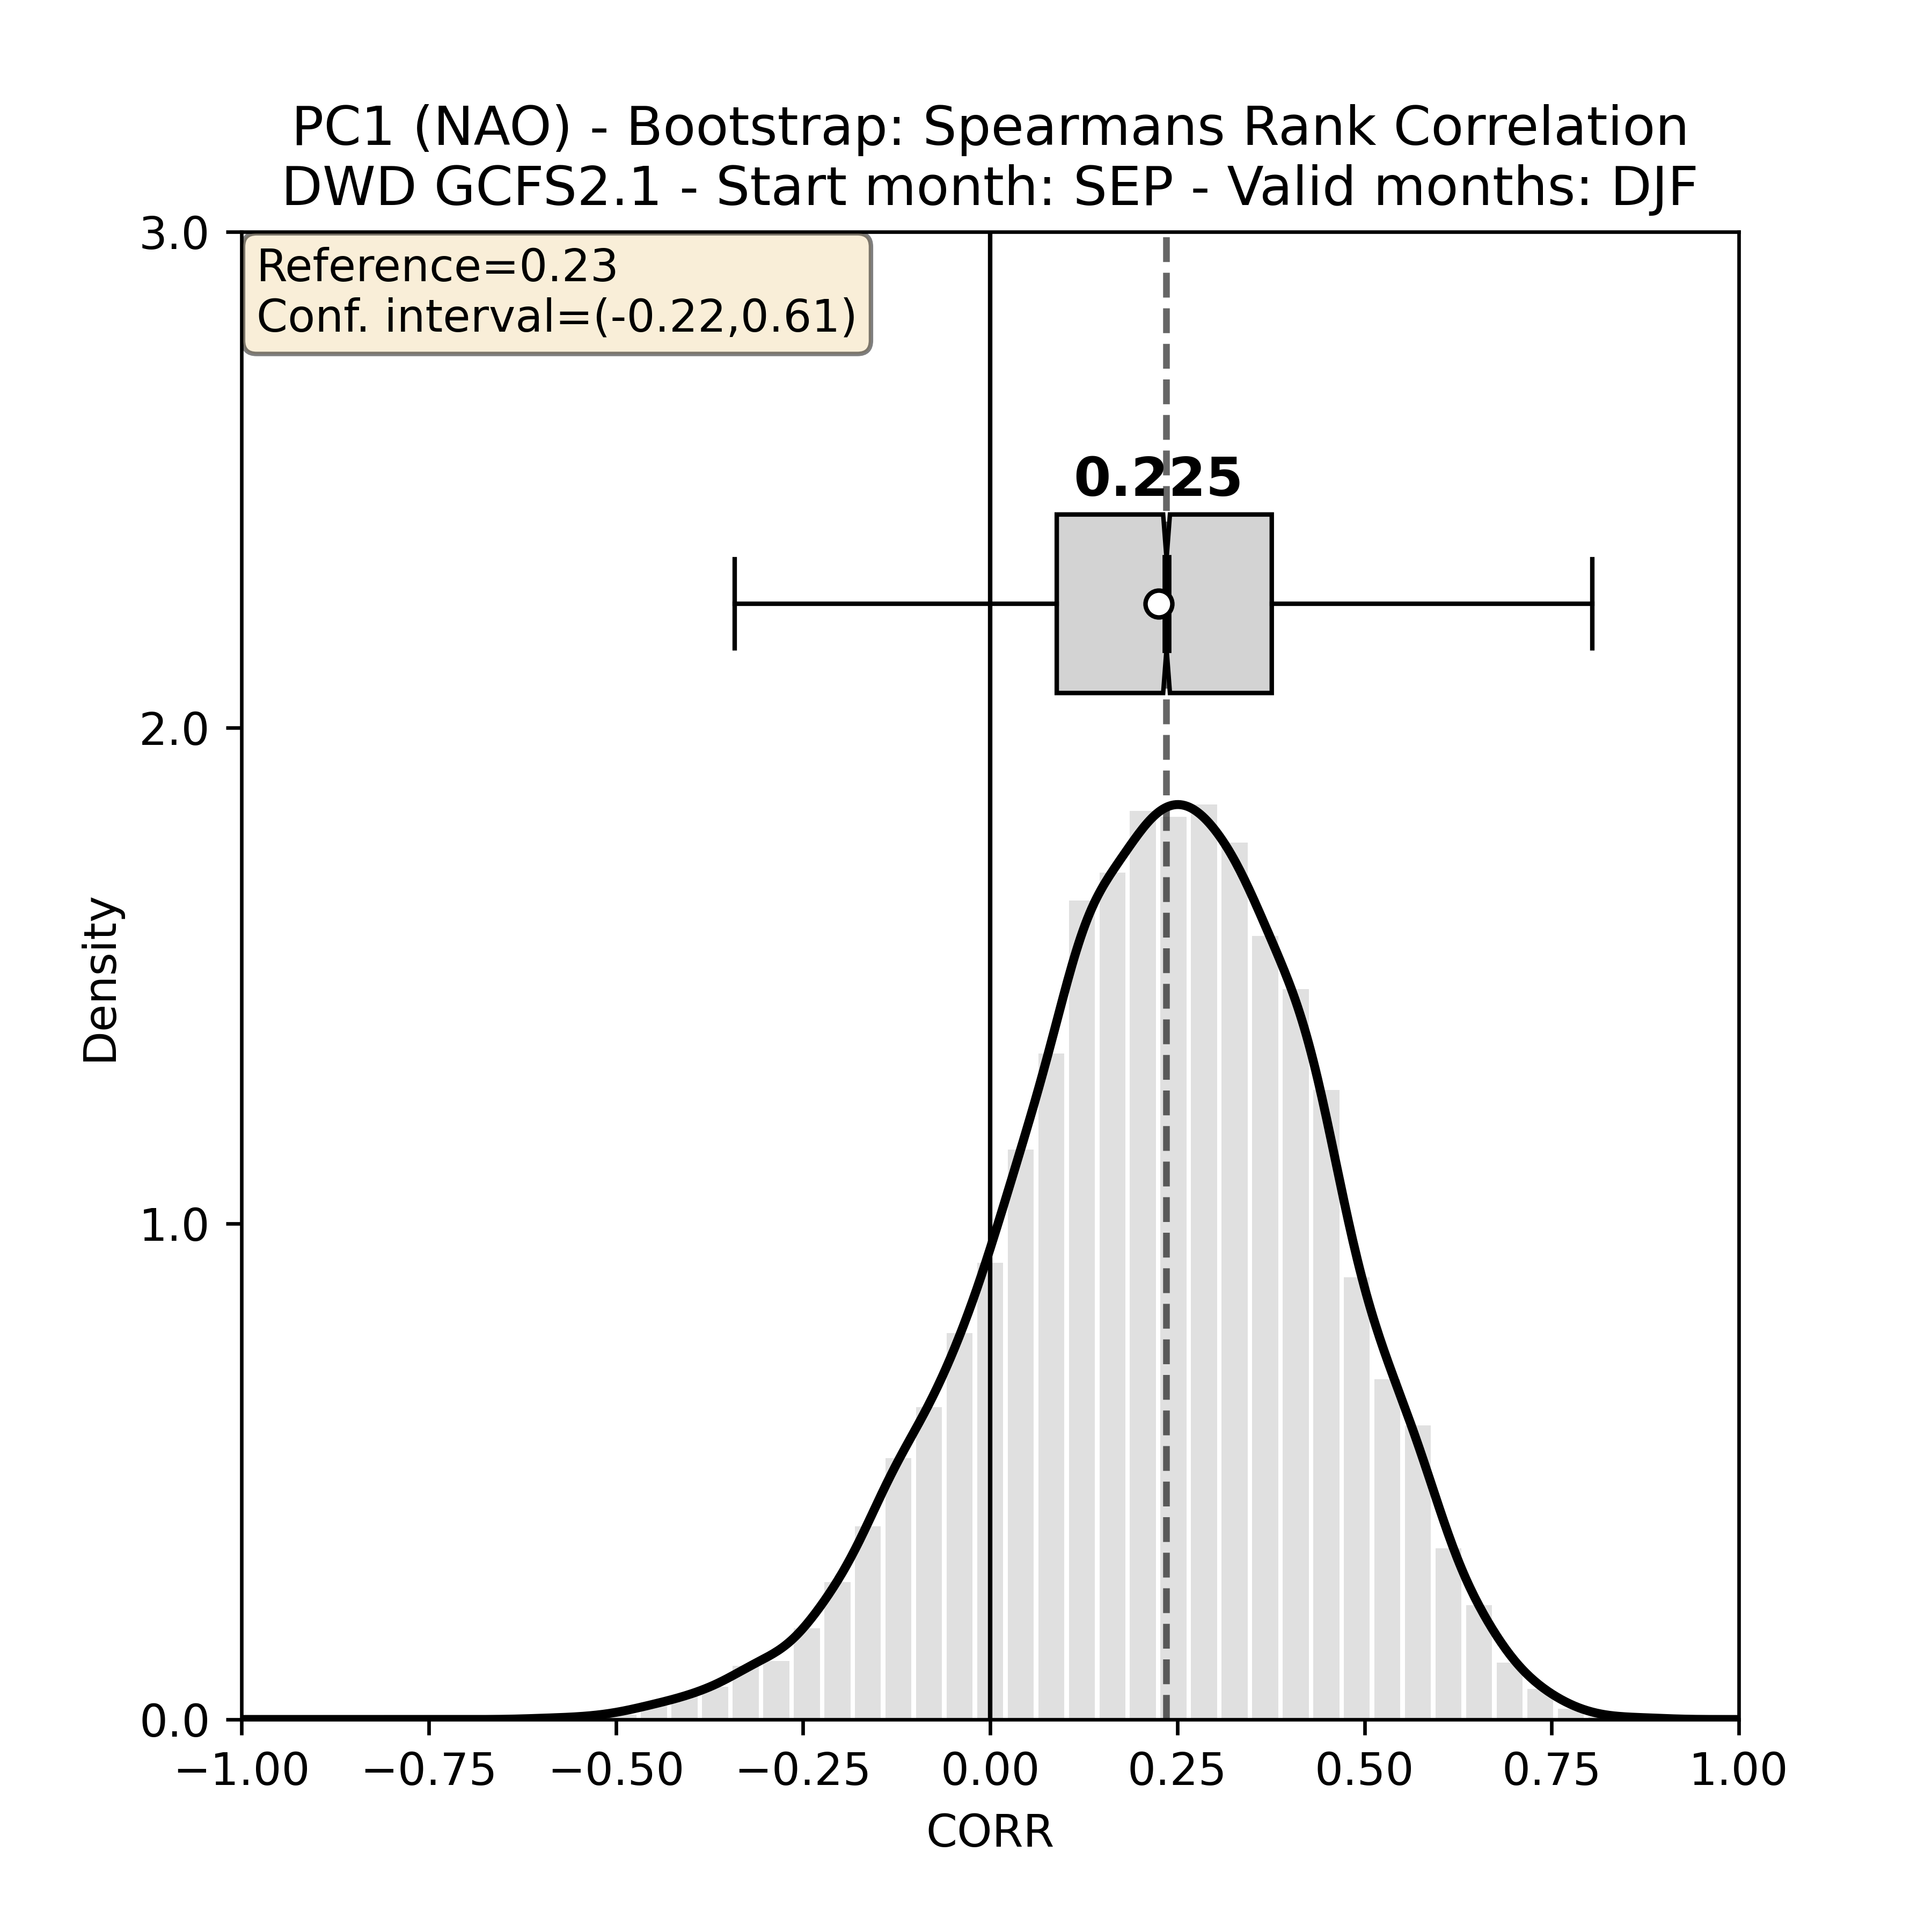 PC1 (NAO) - Bootstrap: Spearmans Rank Correlation
DWD GCFS2.1 - Start month: SEP - Valid months: DJF
3.0
Reference=0.23
Conf. interval=(-0.22,0.61)
0.225
2.0
Density
1.0
0.0
−1.00 −0.75 −0.50 −0.25 0.00 0.25 0.50 0.75 1.00
CORR